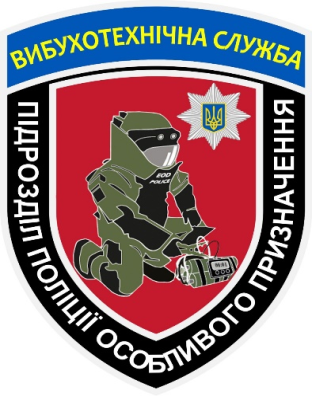 ВИБУХОТЕХНІЧНА СЛУЖБА
ПІДРОЗДІЛ ПОЛІЦІЇ ОСОБЛИВОГО ПРИЗНАЧЕННЯ
EOD
POLICE